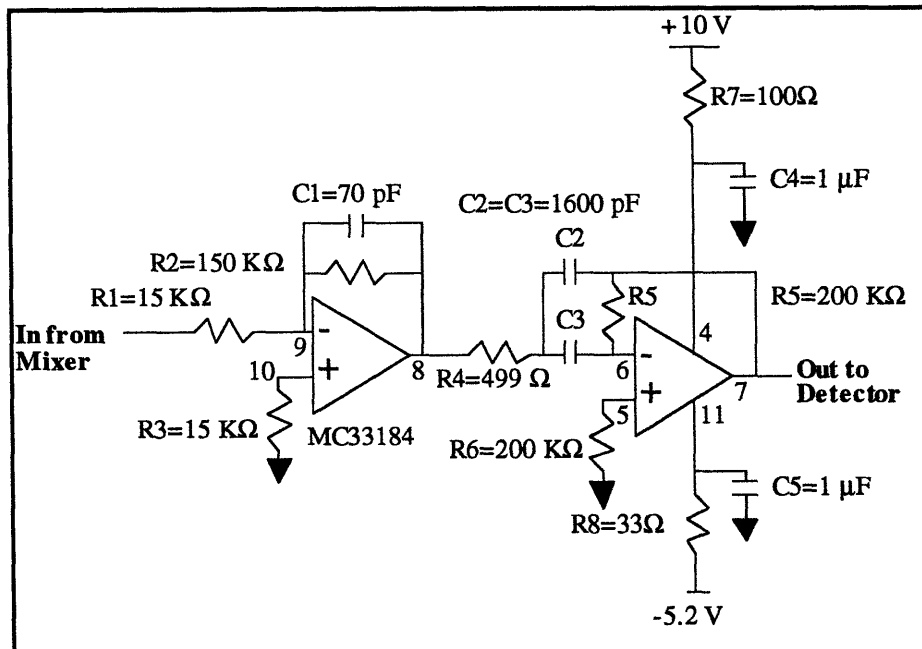 +10 V
R7=100Ω
C1=70 pF
C4=1 µF
C2=C3=1600 pF
C2
R2=150 KΩ
R5
R5=200 KΩ
R1=15 KΩ
C3
In from
Mixer
-
9
+
10
8
R4=499 Ω
-
6
+
5
4
7
11
Out to
Detector
R3=15 KΩ
MC33184
R6=200 KΩ
C5=1 µF
R8=33Ω
-5.2 V